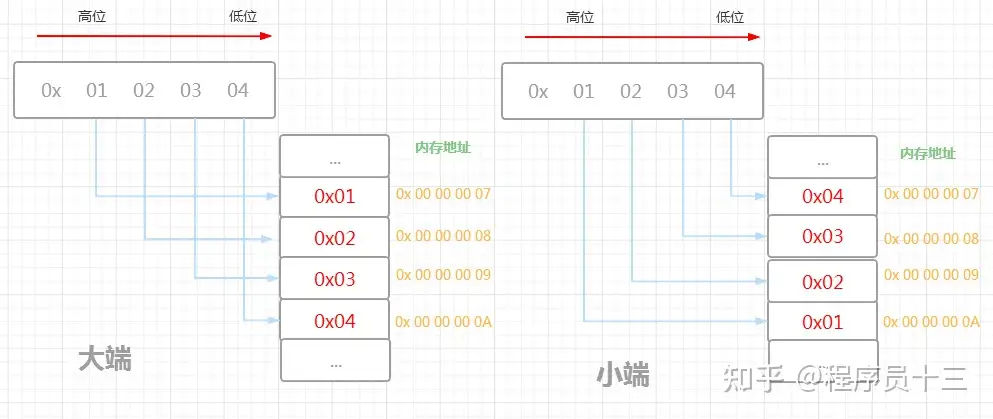 高位 低位
0x 01 02 03 04
内存地址
...
0x01 0x 00 00 00 07
0x02 0x 00 00 00 08
0x03 0x 00 00 00 09
0x04 0x 00 00 00 0A
...
大端
高位 低位
0x 01 02 03 04
内存地址
...
0x04 0x 00 00 00 07
0x03 0x 00 00 00 08
0x02 0x 00 00 00 09
0x01 0x 00 00 00 0A
...
小端
知乎 @程序员十三